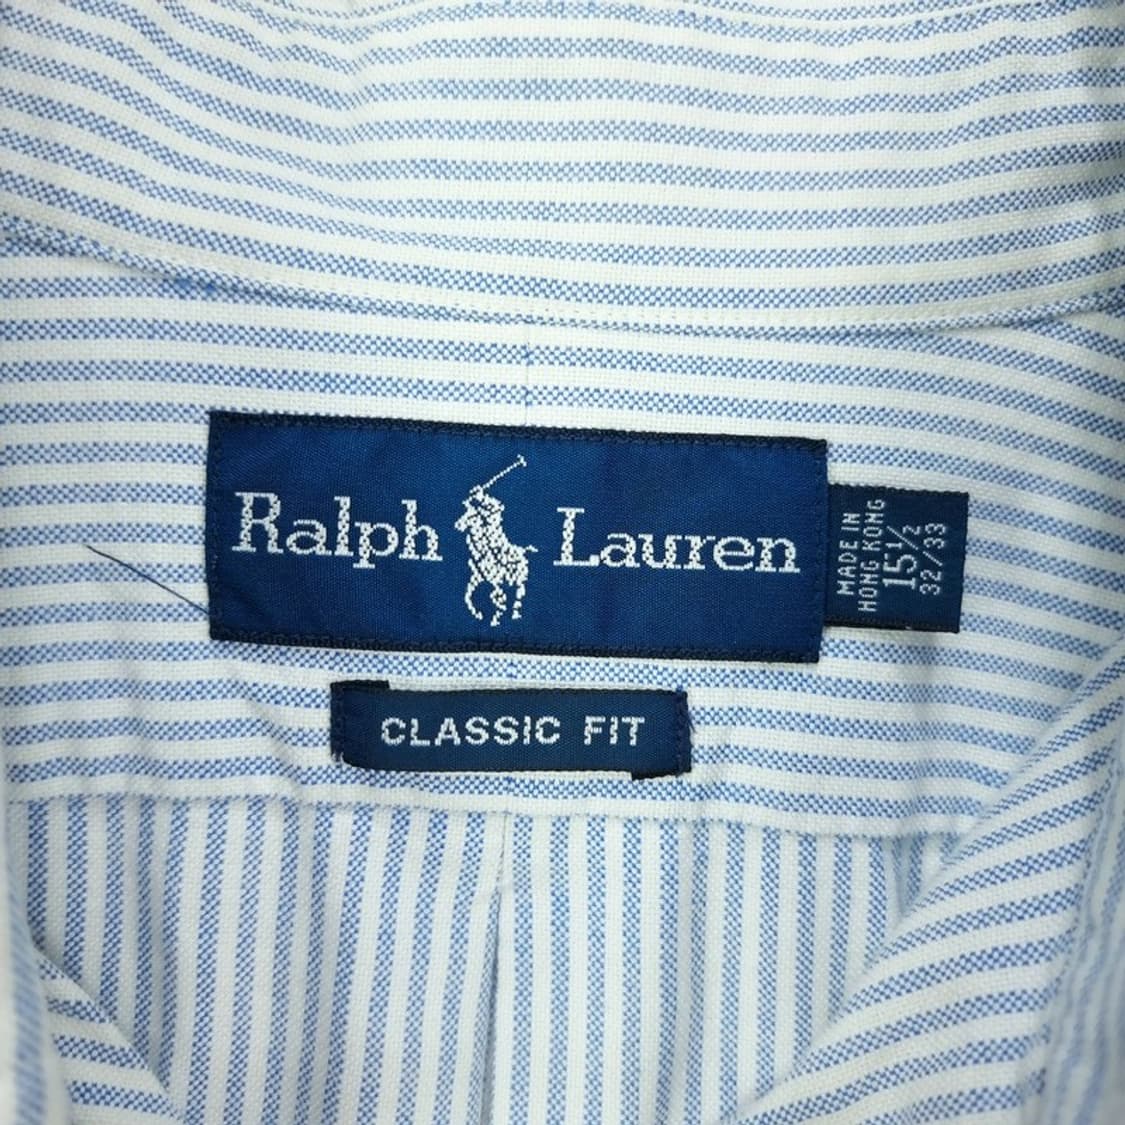 Ralph Lauren
MADE IN
HONG KONG
15½
32/33
CLASSIC FIT